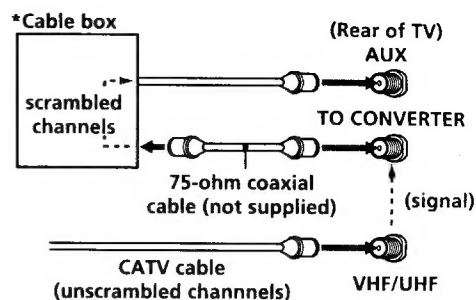 *Cable box
(Rear of TV)
AUX
scrambled
channels
TO CONVERTER
75-ohm coaxial
cable (not supplied)
(signal)
CATV cable
(unscrambled channnels)
VHF/UHF